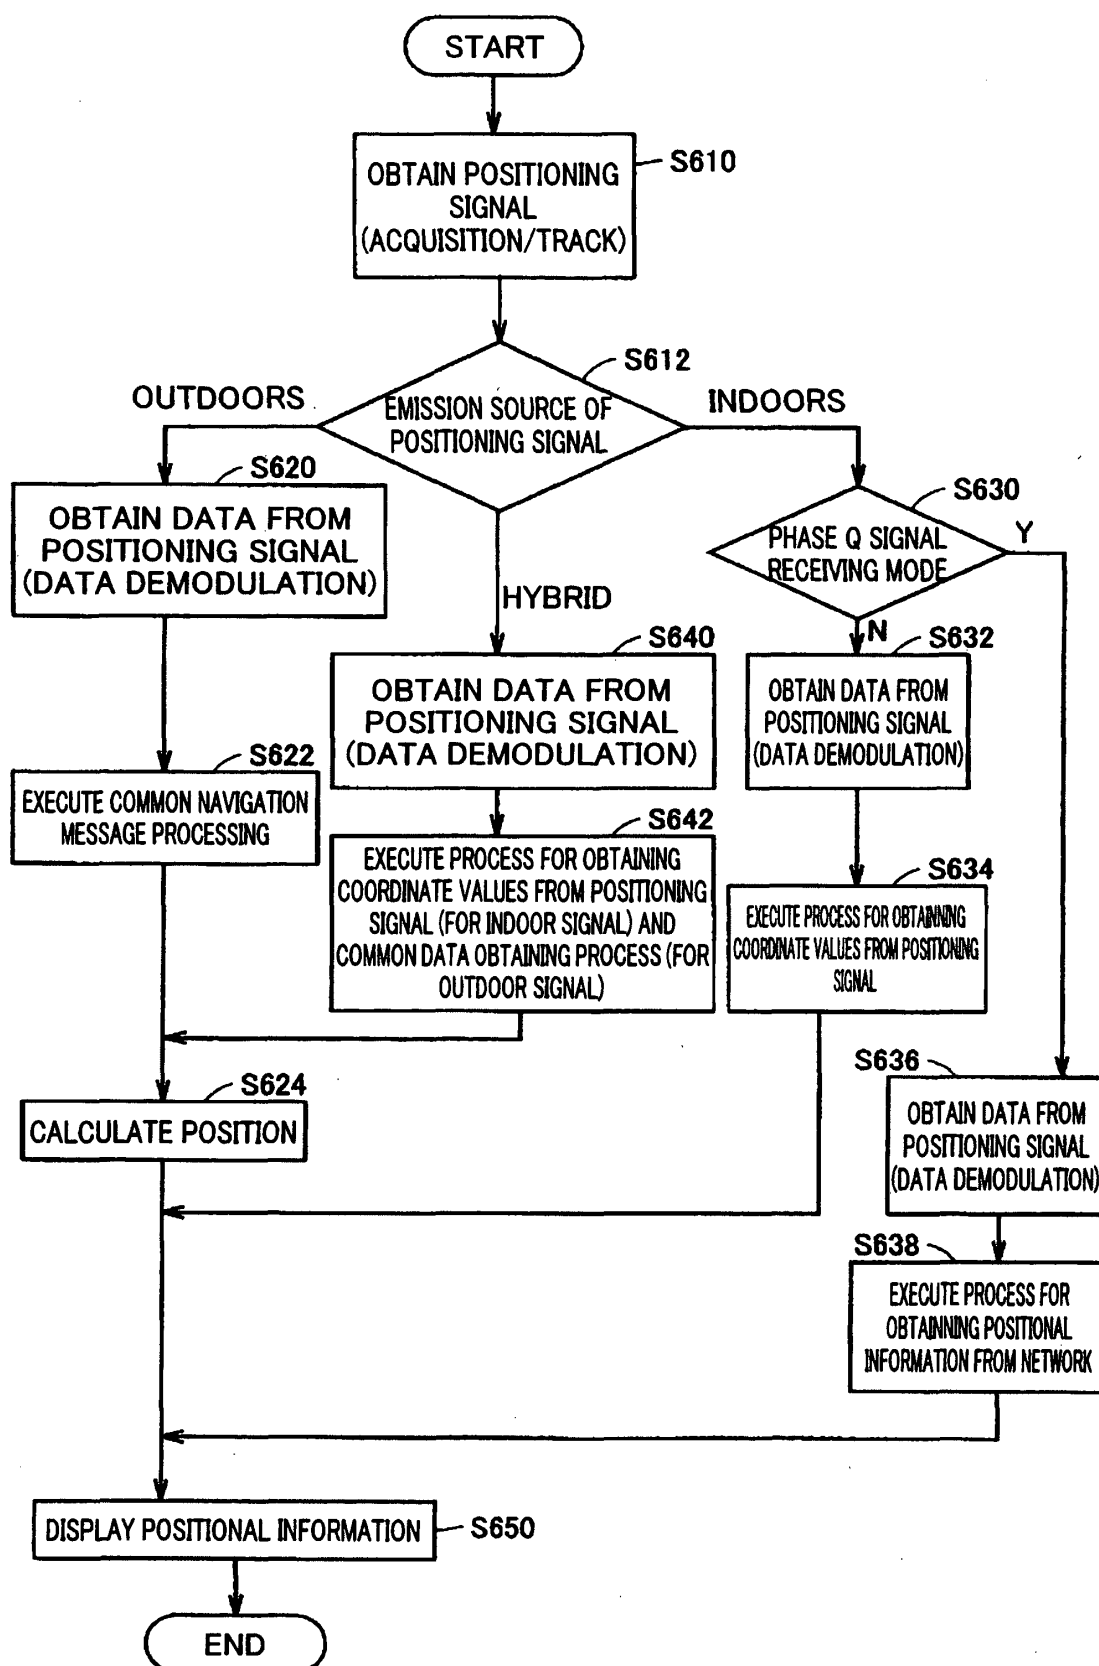 START
OBTAIN POSITIONING
SIGNAL
(ACQUISITION/TRACK)
S610
S612
EMISSION SOURCE OF
POSITIONING SIGNAL
OUTDOORS
INDOORS
HYBRID
S620
OBTAIN DATA FROM
POSITIONING SIGNAL
(DATA DEMODULATION)
S630
PHASE Q SIGNAL
RECEIVING MODE
Y
N
S640
OBTAIN DATA FROM
POSITIONING SIGNAL
(DATA DEMODULATION)
S632
OBTAIN DATA FROM
POSITIONING SIGNAL
(DATA DEMODULATION)
S622
EXECUTE COMMON NAVIGATION
MESSAGE PROCESSING
S642
EXECUTE PROCESS FOR OBTAINING
COORDINATE VALUES FROM POSITIONING
SIGNAL (FOR INDOOR SIGNAL) AND
COMMON DATA OBTAINING PROCESS (FOR
OUTDOOR SIGNAL)
S634
EXECUTE PROCESS FOR OBTAINNING
COORDINATE VALUES FROM POSITIONING
SIGNAL
S624
CALCULATE POSITION
S636
OBTAIN DATA FROM
POSITIONING SIGNAL
(DATA DEMODULATION)
S638
EXECUTE PROCESS FOR
OBTAINNING POSITIONAL
INFORMATION FROM NETWORK
DISPLAY POSITIONAL INFORMATION
S650
END